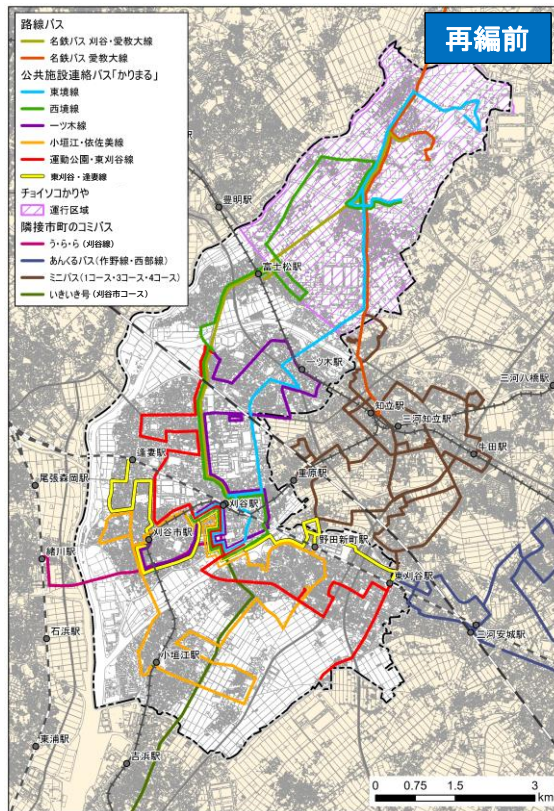 再編前
路線バス
名鉄バス 刈谷・愛教大線
名鉄バス 愛教大線
公共施設連絡バス「かりまる」
東境線
西境線
一ツ木線
小垣江・依佐美線
運動公園・東刈谷線
東刈谷・逢妻線
チョイソコかりや
運行区域
隣接市町のコミバス
う・ら・ら(刈谷線)
あんくるバス(作野線・西部線)
ミニバス(1コース・3コース・4コース)
いきいき号(刈谷市コース)
駅
豊明駅
富士松駅
一ツ木駅
三河八橋駅
知立駅
三河知立駅
牛田駅
逢妻駅
重原駅
尾張森岡駅
刈谷駅
刈谷市駅
野田新町駅
緒川駅
東刈谷駅
三河安城駅
石浜駅
小垣江駅
東浦駅
吉浜駅
0 0.75 1.5 3
km